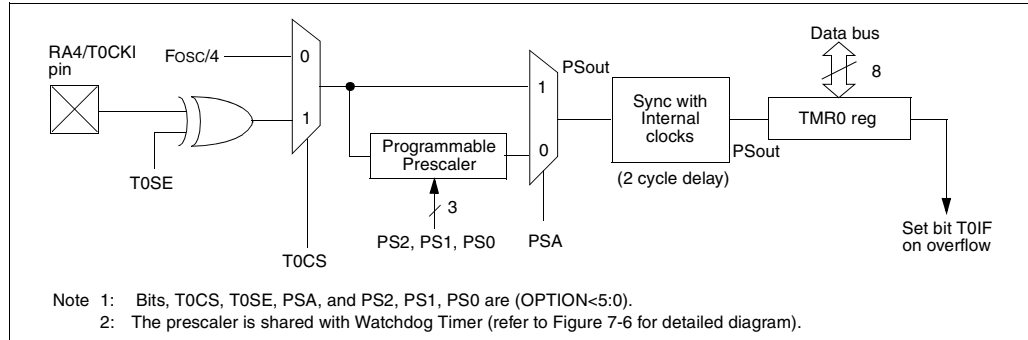 RA4/T0CKI
pin
FOSC/4
0
1
T0SE
T0CS
Programmable
Prescaler
3
PS2, PS1, PS0
1
0
PSA
PSout
Sync with
Internal
clocks
(2 cycle delay)
PSout
Data bus
8
TMR0 reg
Set bit T0IF
on overflow
Note 1: Bits, T0CS, T0SE, PSA, and PS2, PS1, PS0 are (OPTION<5:0).
2: The prescaler is shared with Watchdog Timer (refer to Figure 7-6 for detailed diagram).